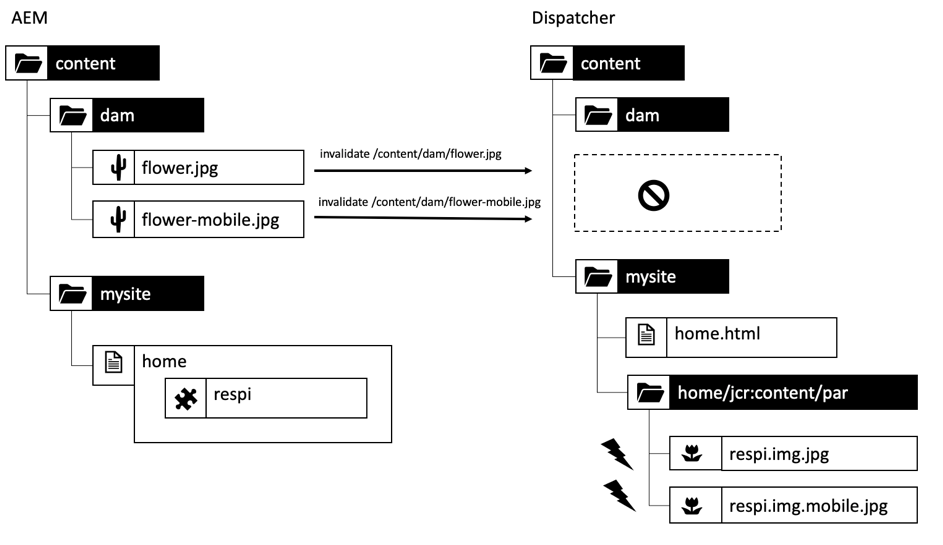 AEM
Dispatcher
content
dam
flower.jpg
flower-mobile.jpg
mysite
home
respi
invalidate /content/dam/flower.jpg
invalidate /content/dam/flower-mobile.jpg
content
dam
mysite
home.html
home/jcr:content/par
respi.img.jpg
respi.img.mobile.jpg